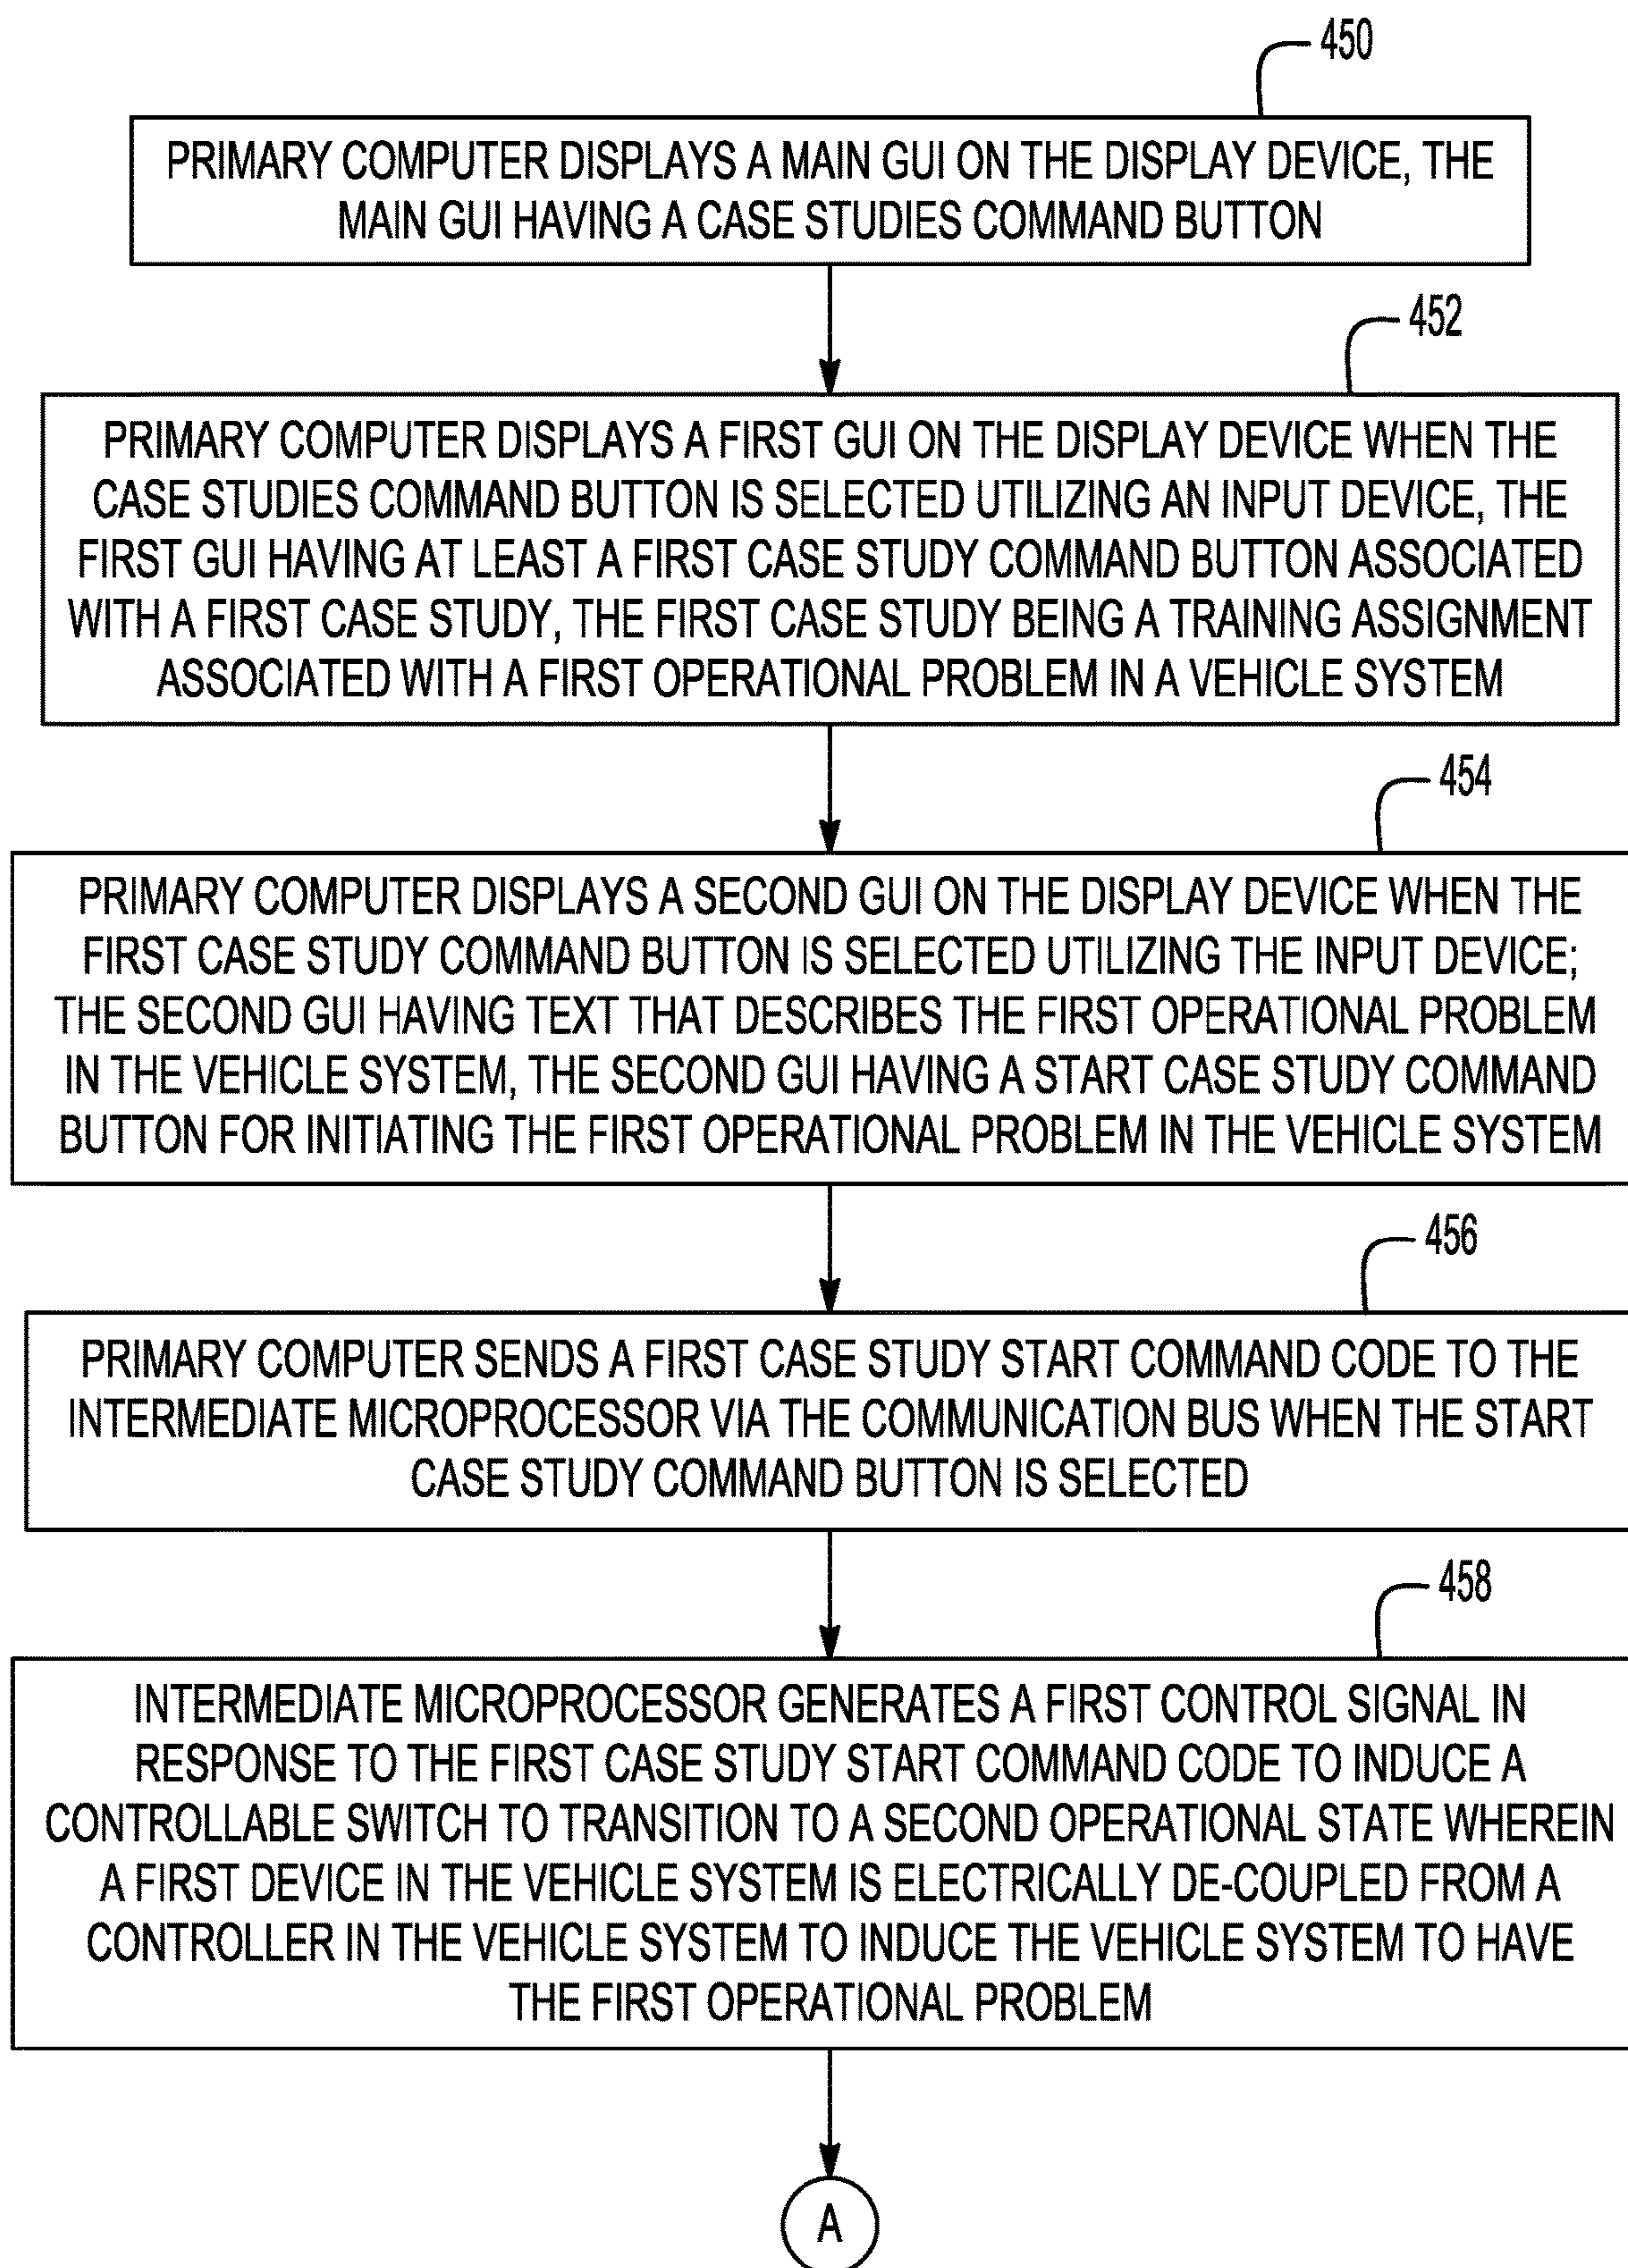 450
PRIMARY COMPUTER DISPLAYS A MAIN GUI ON THE DISPLAY DEVICE, THE
MAIN GUI HAVING A CASE STUDIES COMMAND BUTTON
452
PRIMARY COMPUTER DISPLAYS A FIRST GUI ON THE DISPLAY DEVICE WHEN THE
CASE STUDIES COMMAND BUTTON IS SELECTED UTILIZING AN INPUT DEVICE, THE
FIRST GUI HAVING AT LEAST A FIRST CASE STUDY COMMAND BUTTON ASSOCIATED
WITH A FIRST CASE STUDY, THE FIRST CASE STUDY BEING A TRAINING ASSIGNMENT
ASSOCIATED WITH A FIRST OPERATIONAL PROBLEM IN A VEHICLE SYSTEM
454
PRIMARY COMPUTER DISPLAYS A SECOND GUI ON THE DISPLAY DEVICE WHEN THE
FIRST CASE STUDY COMMAND BUTTON IS SELECTED UTILIZING THE INPUT DEVICE;
THE SECOND GUI HAVING TEXT THAT DESCRIBES THE FIRST OPERATIONAL PROBLEM
IN THE VEHICLE SYSTEM, THE SECOND GUI HAVING A START CASE STUDY COMMAND
BUTTON FOR INITIATING THE FIRST OPERATIONAL PROBLEM IN THE VEHICLE SYSTEM
456
PRIMARY COMPUTER SENDS A FIRST CASE STUDY START COMMAND CODE TO THE
INTERMEDIATE MICROPROCESSOR VIA THE COMMUNICATION BUS WHEN THE START
CASE STUDY COMMAND BUTTON IS SELECTED
458
INTERMEDIATE MICROPROCESSOR GENERATES A FIRST CONTROL SIGNAL IN
RESPONSE TO THE FIRST CASE STUDY START COMMAND CODE TO INDUCE A
CONTROLLABLE SWITCH TO TRANSITION TO A SECOND OPERATIONAL STATE WHEREIN
A FIRST DEVICE IN THE VEHICLE SYSTEM IS ELECTRICALLY DE-COUPLED FROM A
CONTROLLER IN THE VEHICLE SYSTEM TO INDUCE THE VEHICLE SYSTEM TO HAVE
THE FIRST OPERATIONAL PROBLEM
A